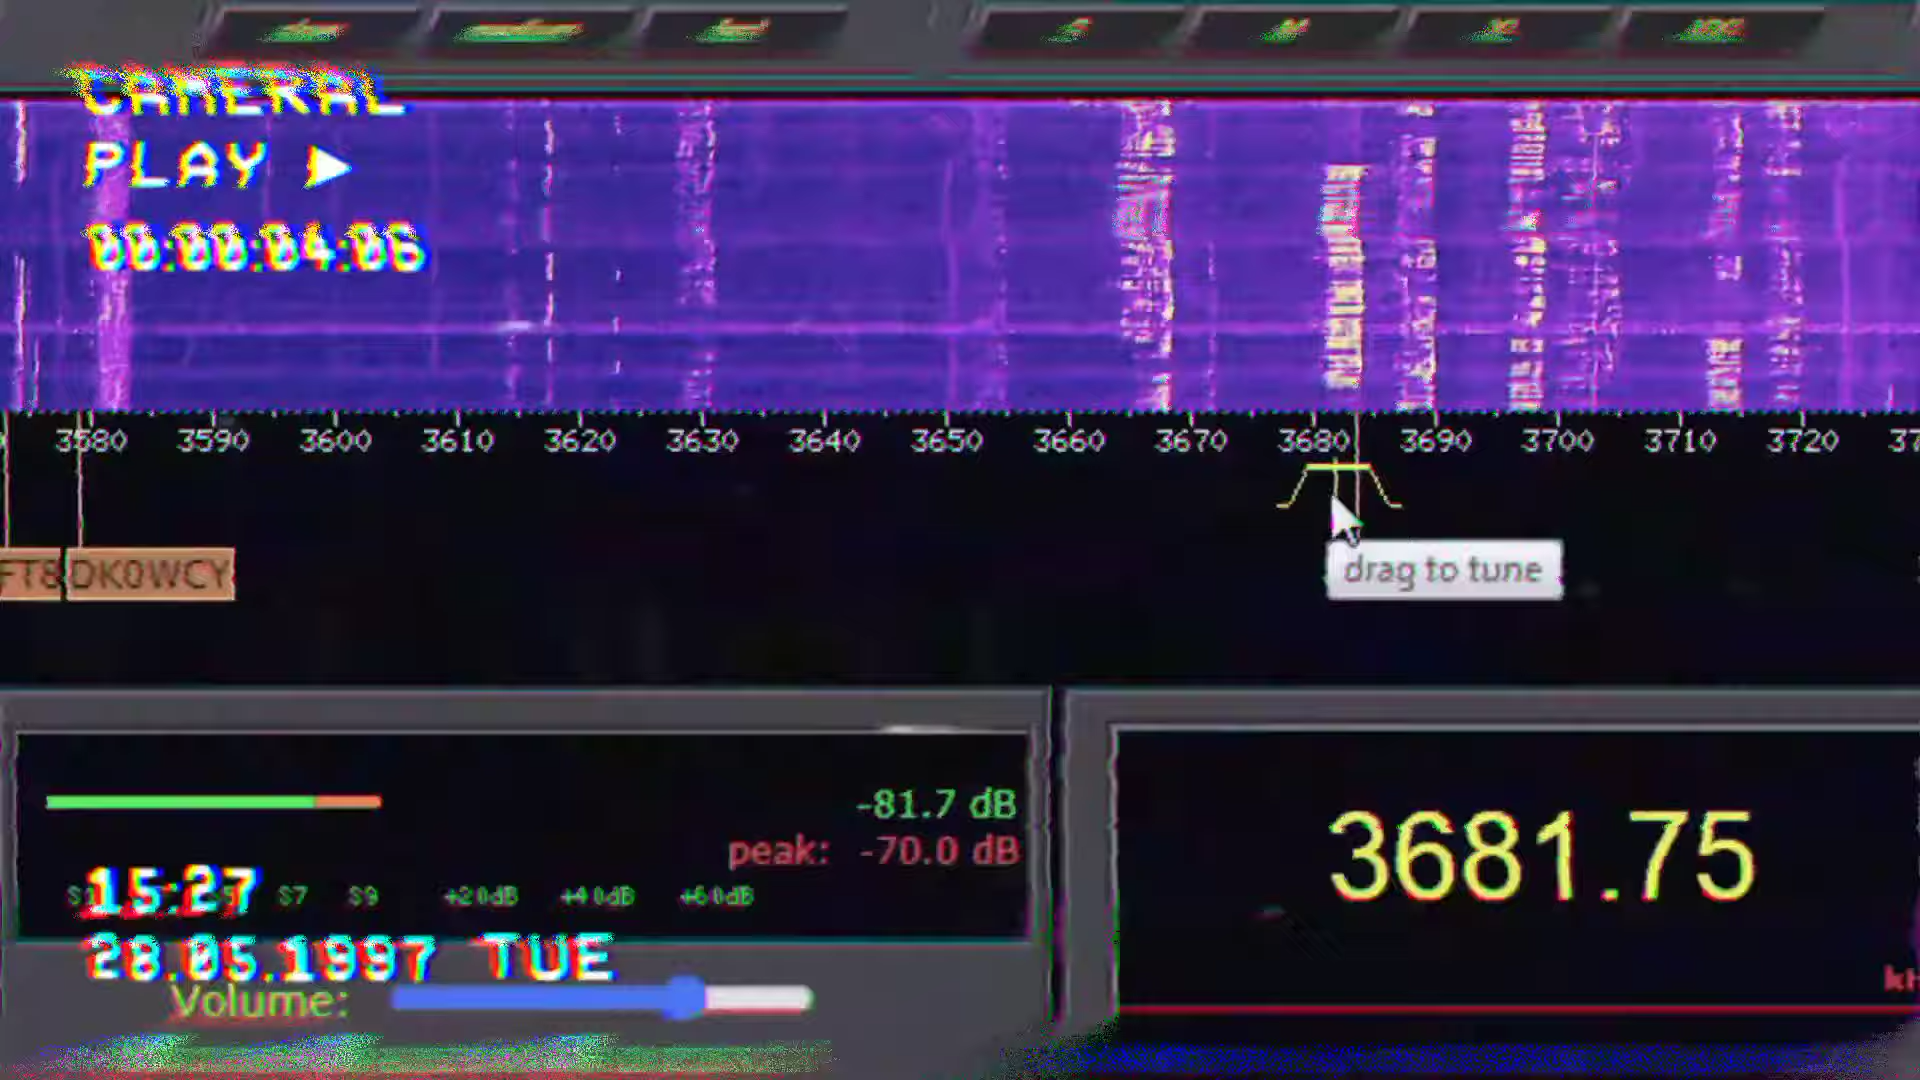 CAMERAL
PLAY ▶
00:00:04:06
3580 3590 3600 3610 3620 3630 3640 3650 3660 3670 3680 3690 3700 3710 3720
FT8 DK0WCY
drag to tune
-81.7 dB
peak: -70.0 dB
3681.75
15:27
S7 S9 +20dB +40dB +60dB
28.05.1997 TUE
Volume: